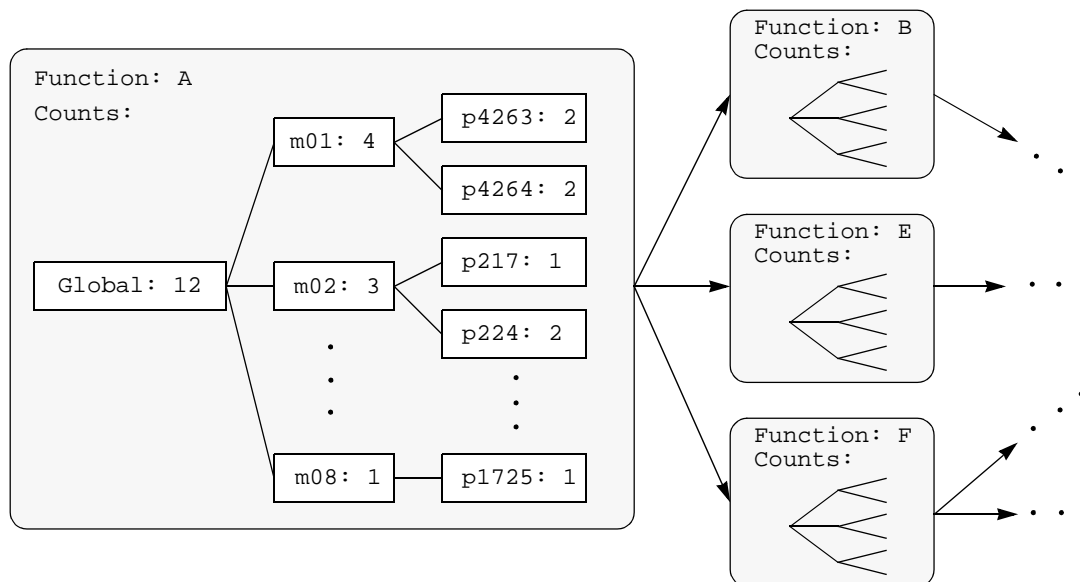 Function: A
Counts:
Global: 12
m01: 4
p4263: 2
p4264: 2
m02: 3
p217: 1
p224: 2
m08: 1
p1725: 1
Function: B
Counts:
Function: E
Counts:
Function: F
Counts: